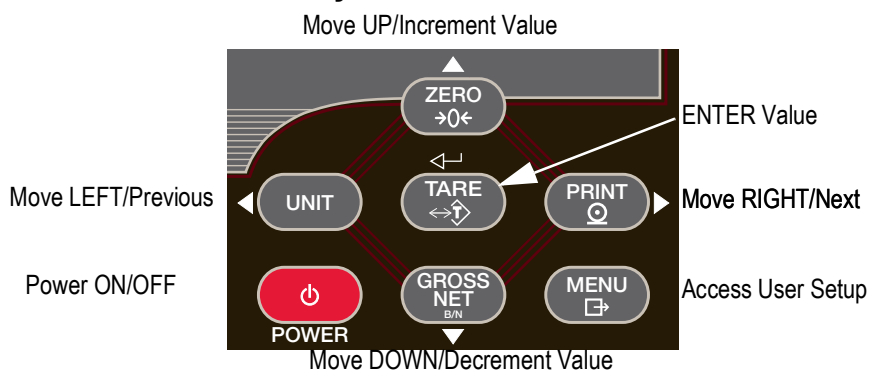 Move UP/Increment Value
ZERO
→0←
ENTER Value
Move LEFT/Previous
UNIT
TARE
↔T
PRINT
Move RIGHT/Next
Power ON/OFF
POWER
GROSS
NET
B/N
MENU
Access User Setup
Move DOWN/Decrement Value